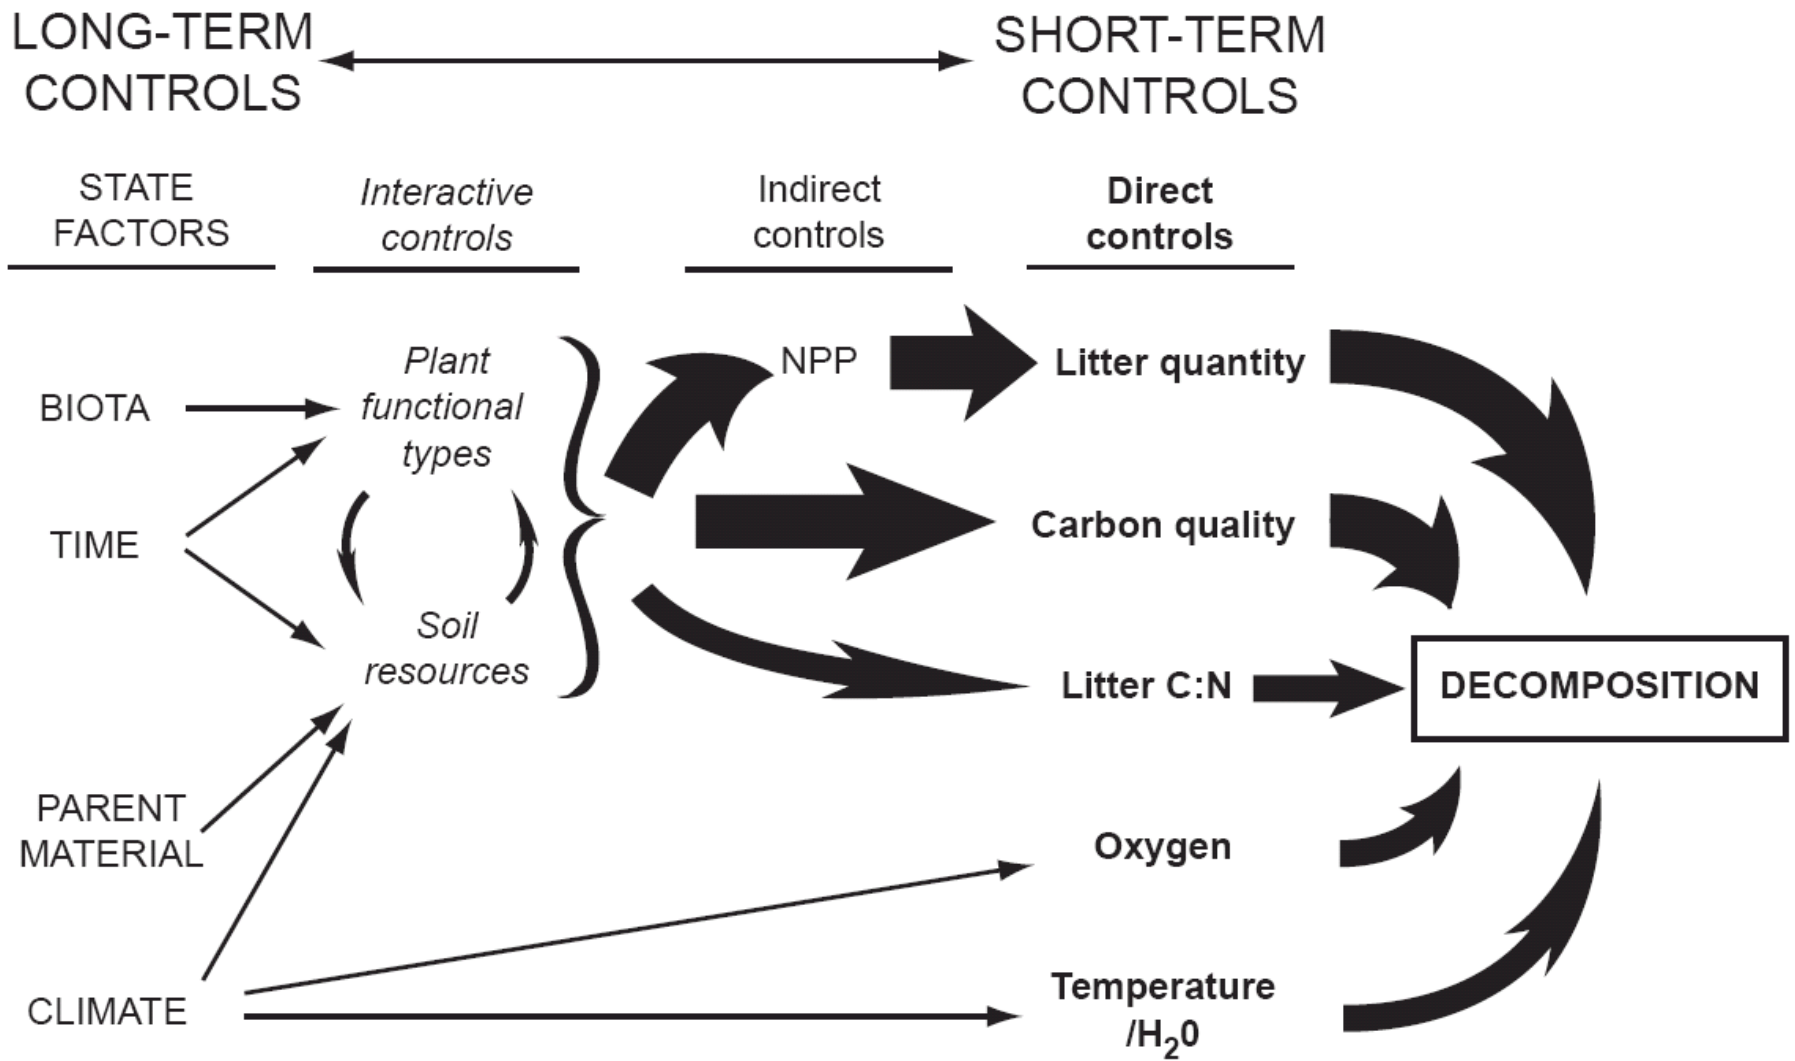 LONG-TERM
CONTROLS
SHORT-TERM
CONTROLS
STATE
FACTORS
Interactive
controls
Indirect
controls
Direct
controls
BIOTA
TIME
PARENT
MATERIAL
CLIMATE
Plant
functional
types
Soil
resources
NPP
Litter quantity
Carbon quality
Litter C:N
Oxygen
Temperature
/H₂0
DECOMPOSITION